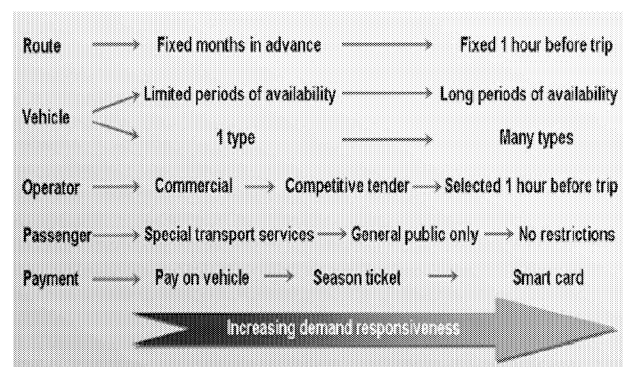 Route Fixed months in advance Fixed 1 hour before trip
Limited periods of availability Long periods of availability
Vehicle
1 type Many types
Operator Commercial Competitive tender Selected 1 hour before trip
Passenger Special transport services General public only No restrictions
Payment Pay on vehicle Season ticket Smart card
Increasing demand responsiveness